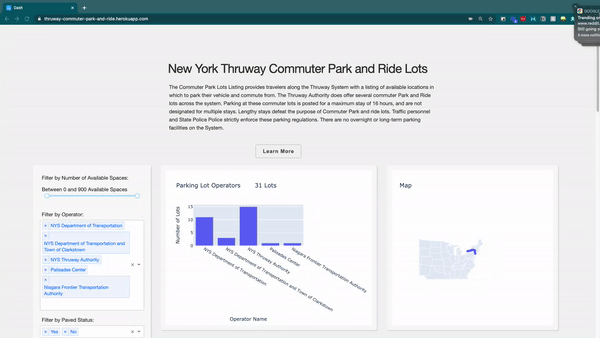 Dash
thruway-commuter-park-and-ride.herokuapp.com
Trending on
www.reddit.
Still going s
New York Thruway Commuter Park and Ride Lots
The Commuter Park Lots Listing provides travelers along the Thruway System with a listing of available locations in
which to park their vehicle and commute from. The Thruway Authority does offer several commuter Park and Ride
lots across the system. Parking at these commuter lots is posted for a maximum stay of 16 hours, and are not
designated for multiple stays. Lengthy stays defeat the purpose of Commuter Park and ride lots. Traffic personnel
and State Police Police strictly enforce these parking regulations. There are no overnight or long-term parking
facilities on the System.
Learn More
Filter by Number of Available Spaces:
Between 0 and 900 Available Spaces
Filter by Operator:
× NYS Department of Transportation
×
NYS Department of Transportation and
Town of Clarkstown
× NYS Thruway Authority
× Palisades Center
×
Niagara Frontier Transportation
Authority
Filter by Paved Status:
× Yes × No
Parking Lot Operators 31 Lots
Number of Lots
15
10
5
0
NYS Department of Transportation
NYS Department of Transportation and Town of Clarkstown
NYS Thruway Authority
Palisades Center
Niagara Frontier Transportation Authority
Operator Name
Map